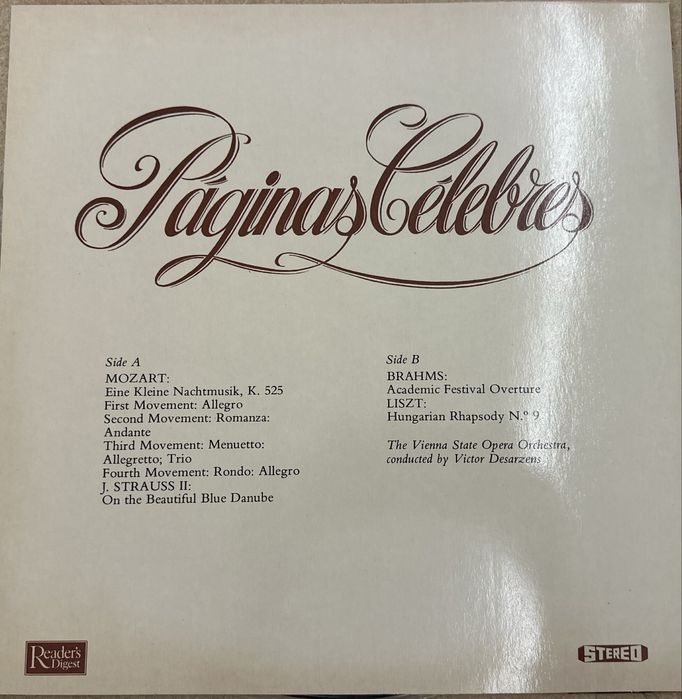 Páginas Célebres
Side A
MOZART:
Eine Kleine Nachtmusik, K. 525
First Movement: Allegro
Second Movement: Romanza:
Andante
Third Movement: Menuetto:
Allegretto; Trio
Fourth Movement: Rondo: Allegro
J. STRAUSS II:
On the Beautiful Blue Danube
Side B
BRAHMS:
Academic Festival Overture
LISZT:
Hungarian Rhapsody N.º 9
The Vienna State Opera Orchestra,
conducted by Victor Desarzens
Reader's
Digest
STEREO